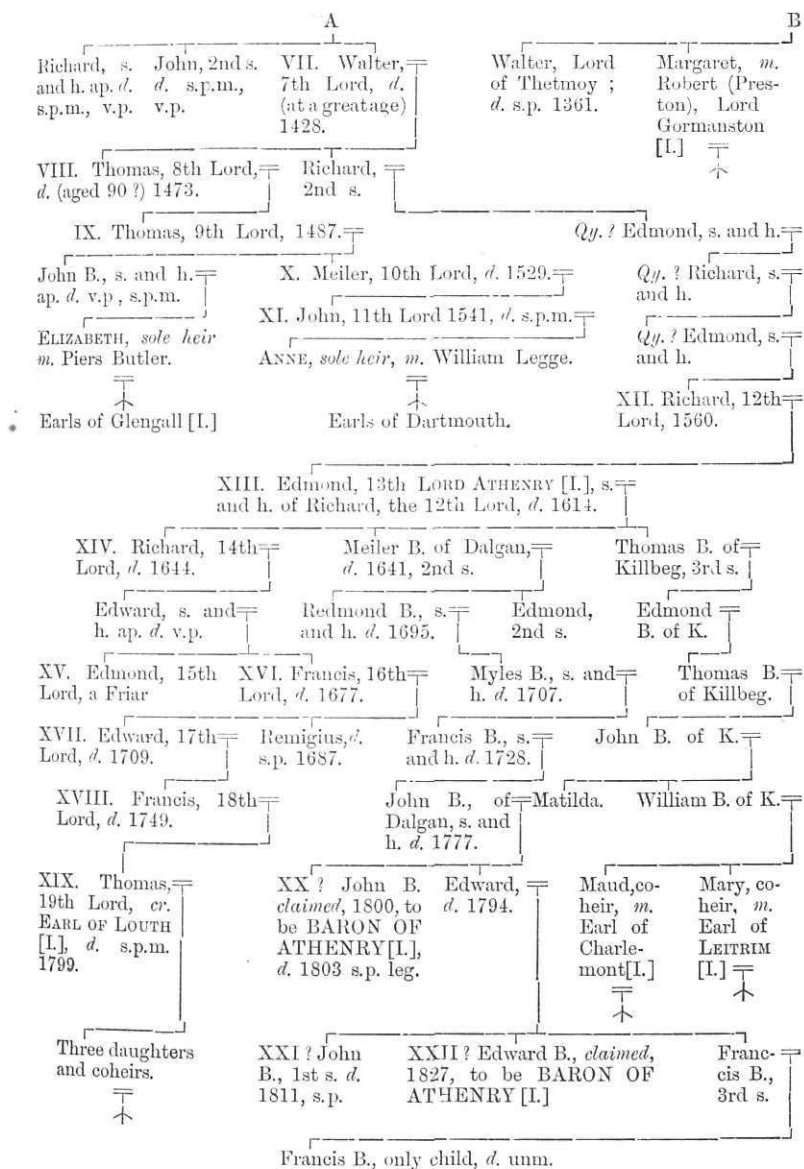 A B
Richard, s. John, 2nd s. VII. Walter, Walter, Lord Margaret, m.
and h. ap. d. d. s.p.m., 7th Lord, d. of Thetmoy ; Robert (Pres-
s.p.m., v.p. v.p. (at a great age) d. s.p. 1361. ton), Lord
1428. Gormanston
[I.]
VIII. Thomas, 8th Lord, Richard,
d. (aged 90 ?) 1473. 2nd s.
IX. Thomas, 9th Lord, 1487. Qy. ? Edmond, s. and h.
John B., s. and h. X. Meiler, 10th Lord, d. 1529. Qy. ? Richard, s.
ap. d. v.p , s.p.m. and h.
XI. John, 11th Lord 1541, d. s.p.m.
ELIZABETH, sole heir Qy. ? Edmond, s.
m. Piers Butler. ANNE, sole heir, m. William Legge. and h.
XII. Richard, 12th
Earls of Glengall [I.] Earls of Dartmouth. Lord, 1560.
XIII. Edmond, 13th LORD ATHENRY [I.], s.
and h. of Richard, the 12th Lord, d. 1614.
XIV. Richard, 14th Meiler B. of Dalgan, Thomas B. of
Lord, d. 1644. d. 1641, 2nd s. Killbeg, 3rd s.
Edward, s. and Redmond B., s. Edmond, Edmond
h. ap. d. v.p. and h. d. 1695. 2nd s. B. of K.
XV. Edmond, 15th XVI. Francis, 16th Myles B., s. and Thomas B.
Lord, a Friar Lord, d. 1677. h. d. 1707. of Killbeg.
XVII. Edward, 17th Remigius, d. Francis B., s. John B. of K.
Lord, d. 1709. s.p. 1687. and h. d. 1728.
XVIII. Francis, 18th John B., of Matilda. William B. of K.
Lord, d. 1749. Dalgan, s. and
h. d. 1777.
XIX. Thomas, XX ? John B. Edward, Maud, co- Mary, co-
19th Lord, cr. claimed, 1800, to d. 1794. heir, m. heir, m.
EARL OF LOUTH be BARON OF Earl of Earl of
[I.], d. s.p.m. ATHENRY [I.], Charle- LEITRIM
1799. d. 1803 s.p. leg. mont[I.] [I.]
Three daughters XXI ? John XXII ? Edward B., claimed, Fran-
and coheirs. B., 1st s. d. 1827, to be BARON OF cis B.,
1811, s.p. ATHENRY [I.] 3rd s.
Francis B., only child, d. unm.